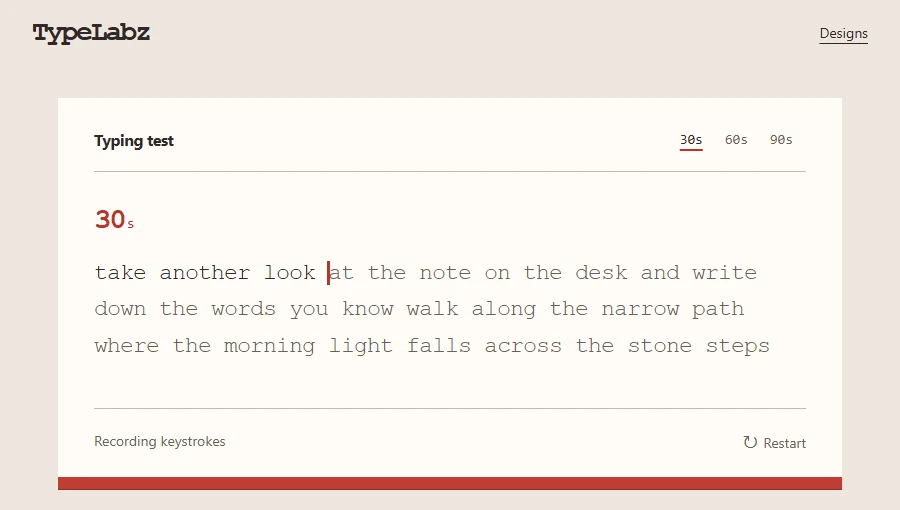 TypeLabz
Designs
Typing test
30s 60s 90s
30s
take another look at the note on the desk and write
down the words you know walk along the narrow path
where the morning light falls across the stone steps
Recording keystrokes
↻ Restart